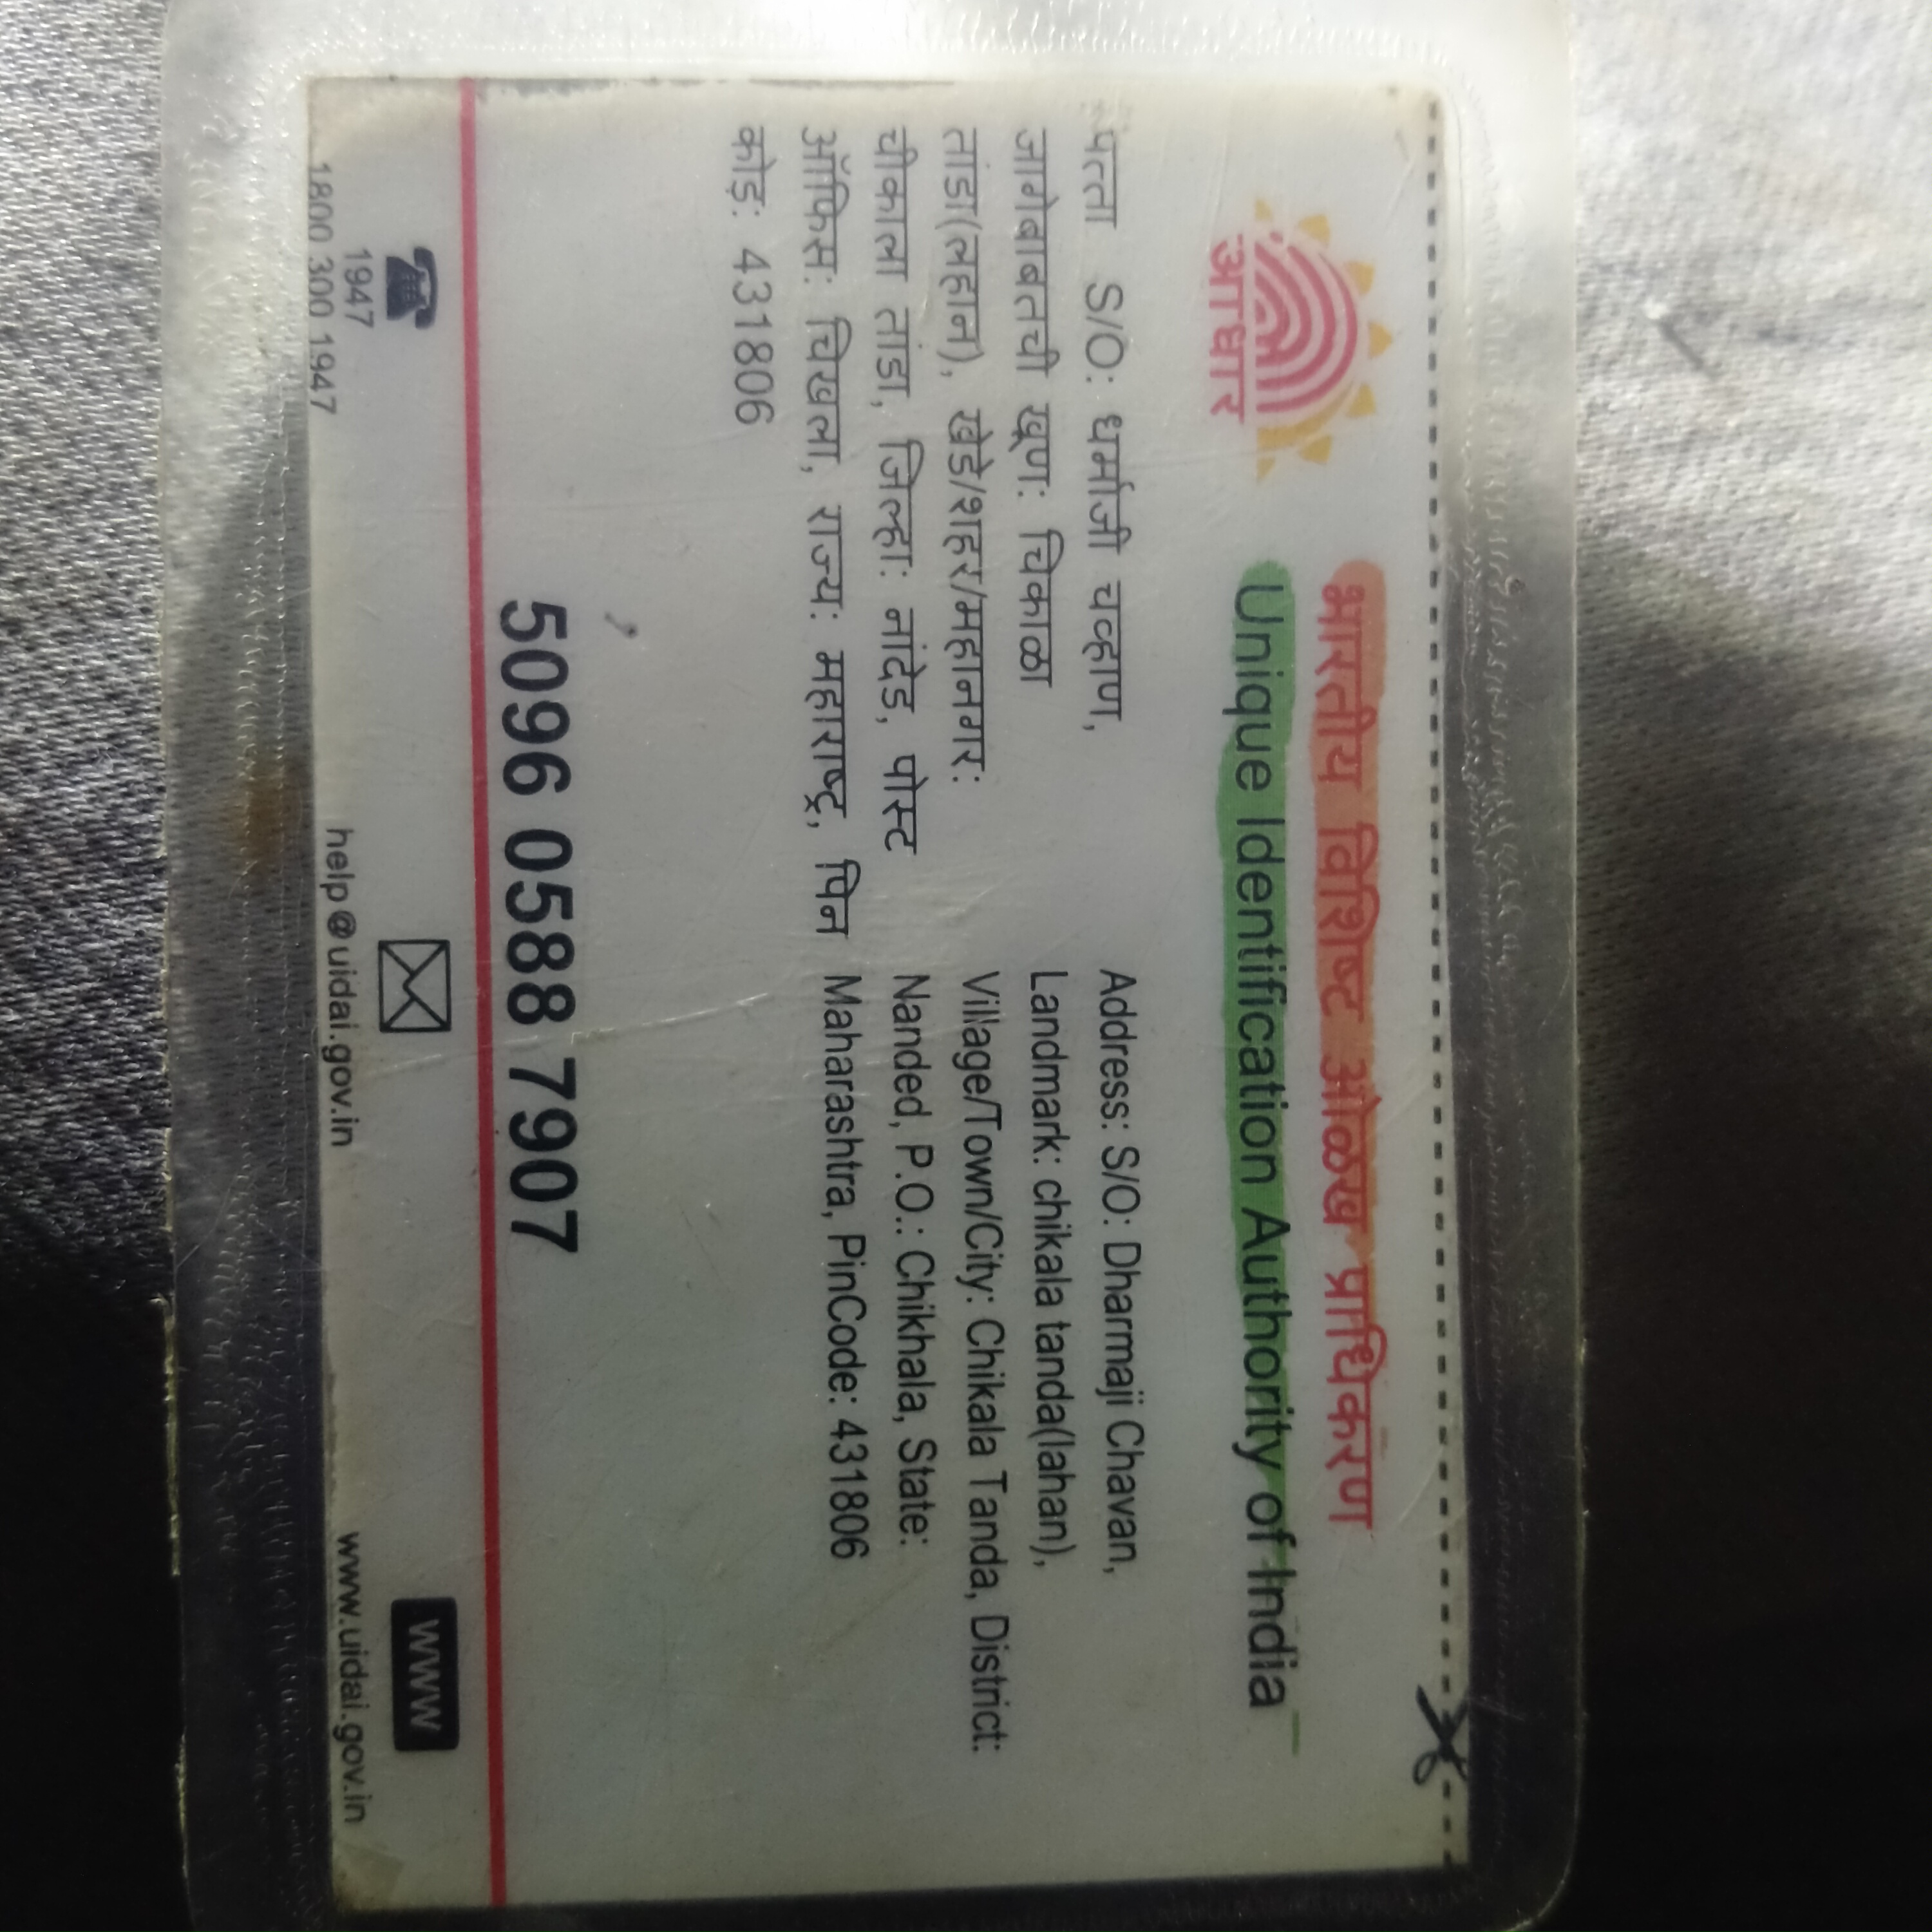 भारतीय विशिष्ट ओळख प्राधिकरण
Unique Identification Authority of India
आधार
पत्ता S/O: धर्माजी चव्हाण,
जागेबाबतची खूण: चिकाळा
तांडा(लहान), खेडे/शहर/महानगर:
चीकाला तांडा, जिल्हा: नांदेड, पोस्ट
ऑफिस: चिखला, राज्य: महाराष्ट्र, पिन
कोड: 431806
Address: S/O: Dharmaji Chavan,
Landmark: chikala tanda(lahan),
Village/Town/City: Chikala Tanda, District:
Nanded, P.O.: Chikhala, State:
Maharashtra, PinCode: 431806
5096 0588 7907
1947
1800 300 1947
help@uidai.gov.in
www
www.uidai.gov.in